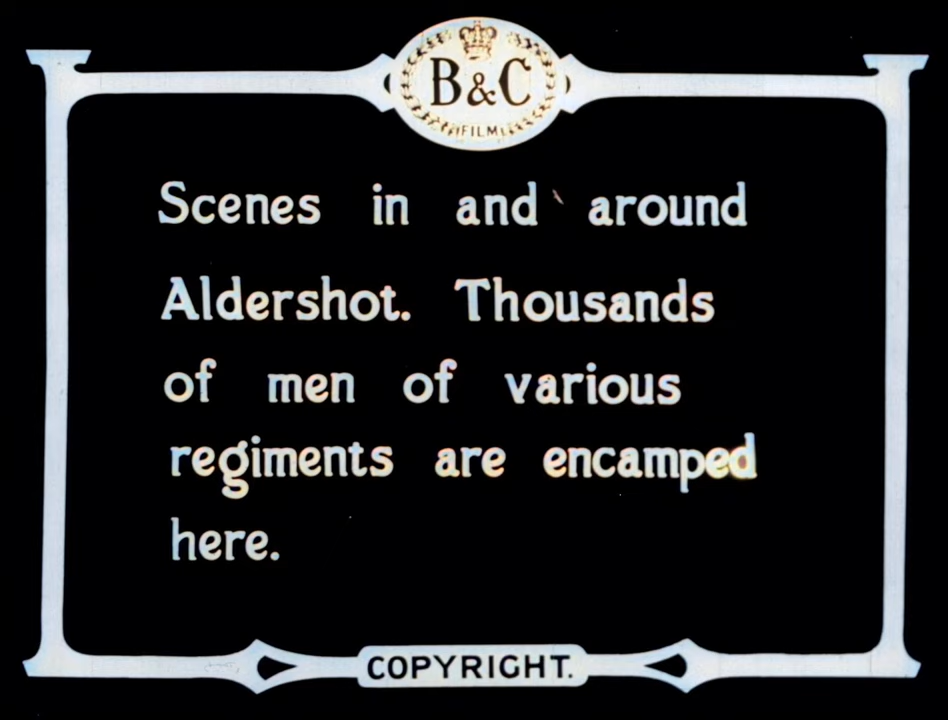 B&C
FILM
Scenes in and around
Aldershot. Thousands
of men of various
regiments are encamped
here.
COPYRIGHT.